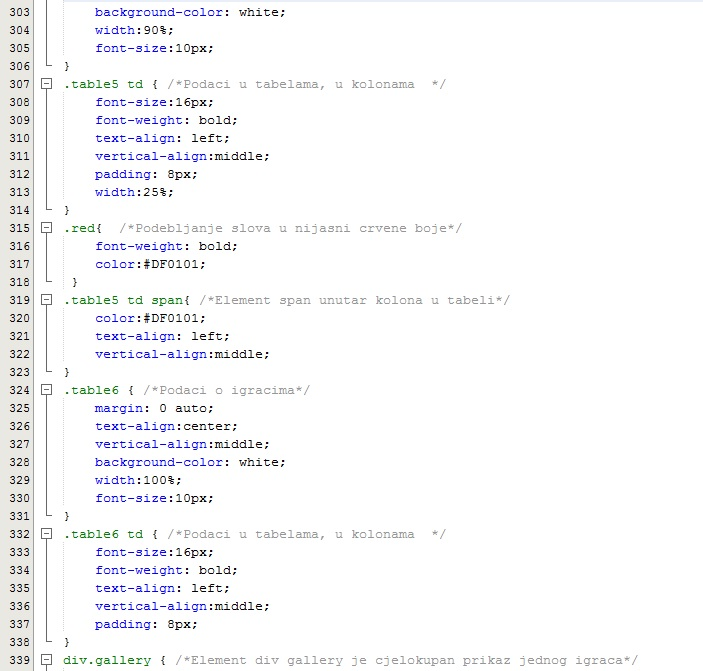 303 background-color: white;
304 width:90%;
305 font-size:10px;
306 }
307 .table5 td { /*Podaci u tabelama, u kolonama  */
308 font-size:16px;
309 font-weight: bold;
310 text-align: left;
311 vertical-align:middle;
312 padding: 8px;
313 width:25%;
314 }
315 .red{  /*Podebljanje slova u nijasni crvene boje*/
316 font-weight: bold;
317 color:#DF0101;
318 }
319 .table5 td span{ /*Element span unutar kolona u tabeli*/
320 color:#DF0101;
321 text-align: left;
322 vertical-align:middle;
323 }
324 .table6 { /*Podaci o igracima*/
325 margin: 0 auto;
326 text-align:center;
327 vertical-align:middle;
328 background-color: white;
329 width:100%;
330 font-size:10px;
331 }
332 .table6 td { /*Podaci u tabelama, u kolonama  */
333 font-size:16px;
334 font-weight: bold;
335 text-align: left;
336 vertical-align:middle;
337 padding: 8px;
338 }
339 div.gallery { /*Element div gallery je cjelokupan prikaz jednog igraca*/